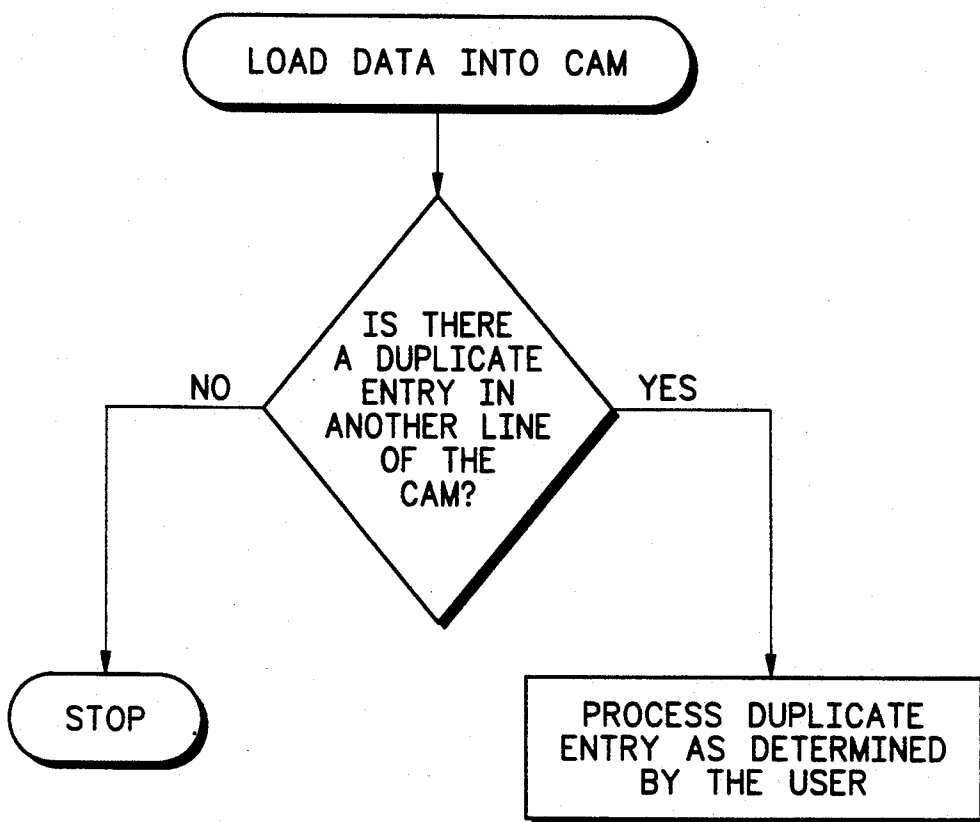 LOAD DATA INTO CAM
IS THERE
A DUPLICATE
ENTRY IN
ANOTHER LINE
OF THE
CAM?
NO
YES
STOP
PROCESS DUPLICATE
ENTRY AS DETERMINED
BY THE USER